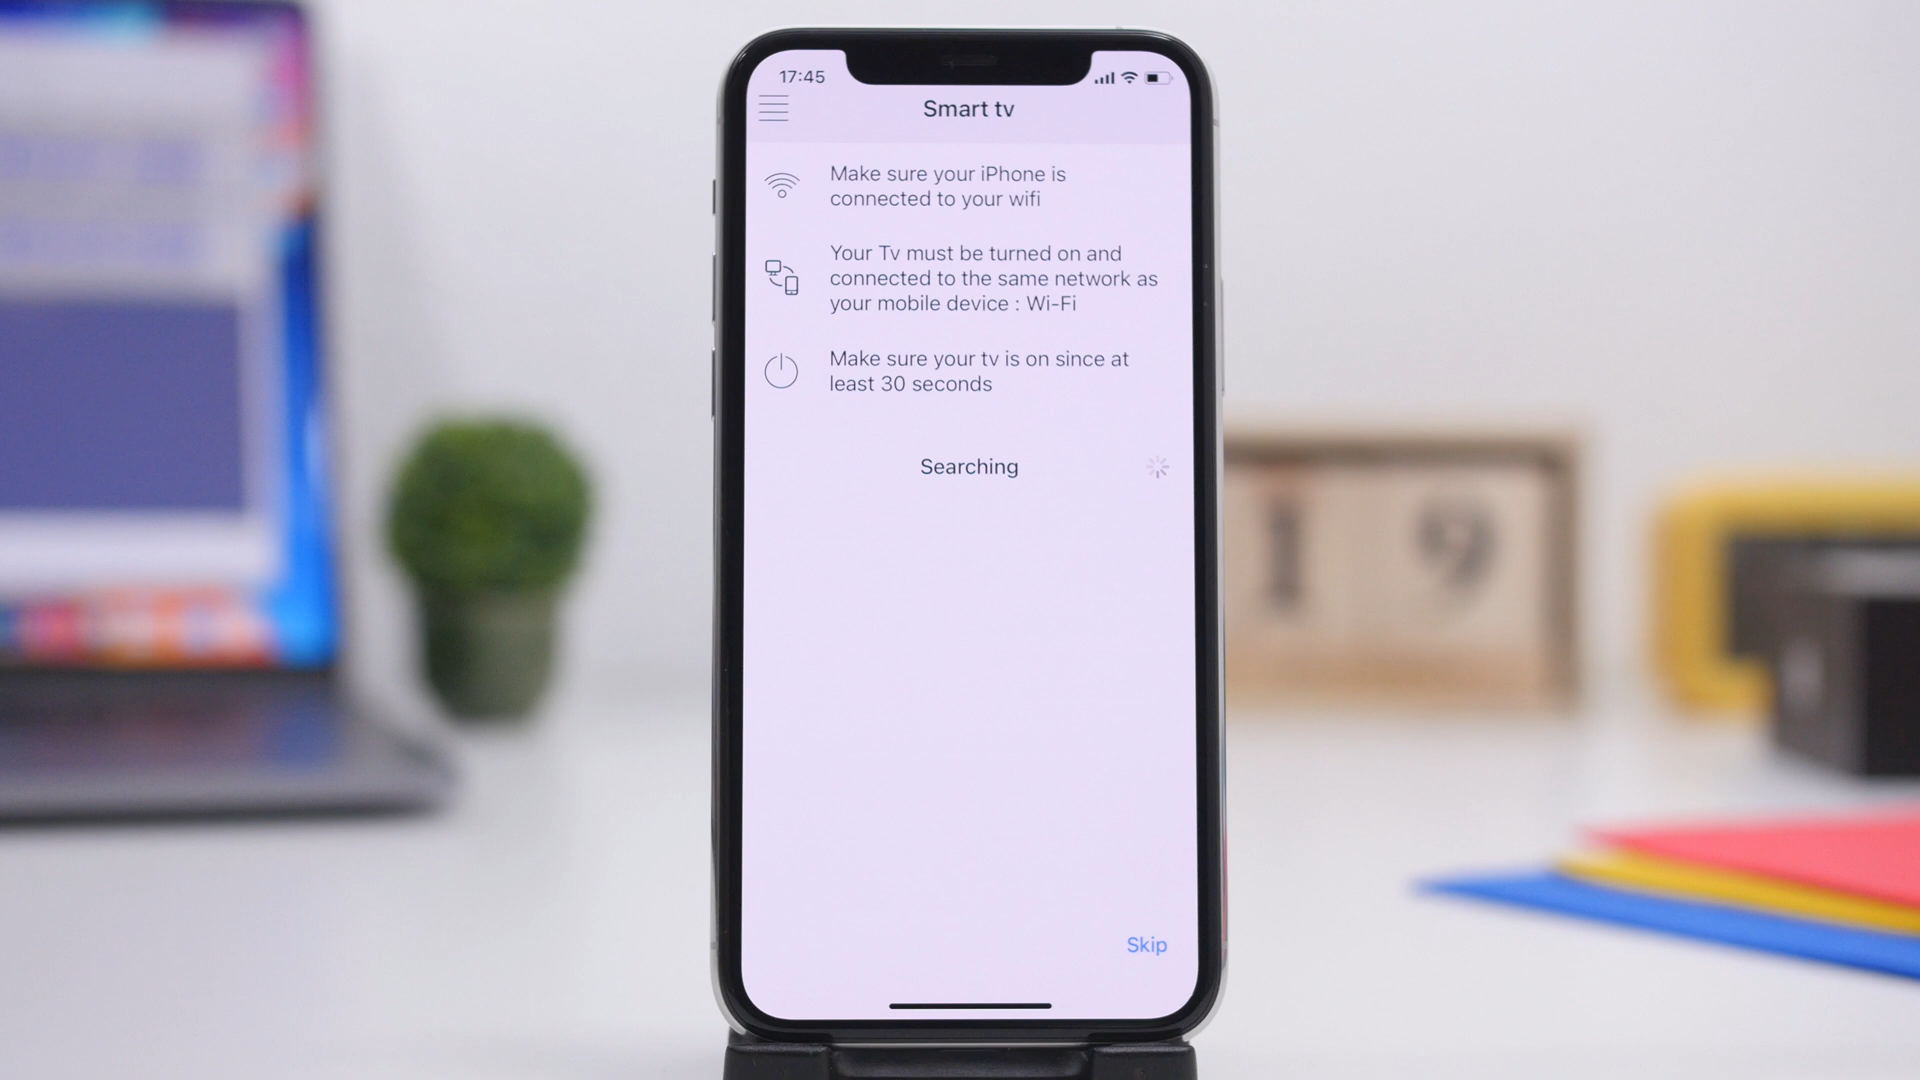 17:45
Smart tv
Make sure your iPhone is
connected to your wifi
Your Tv must be turned on and
connected to the same network as
your mobile device : Wi-Fi
Make sure your tv is on since at
least 30 seconds
Searching
Skip
19